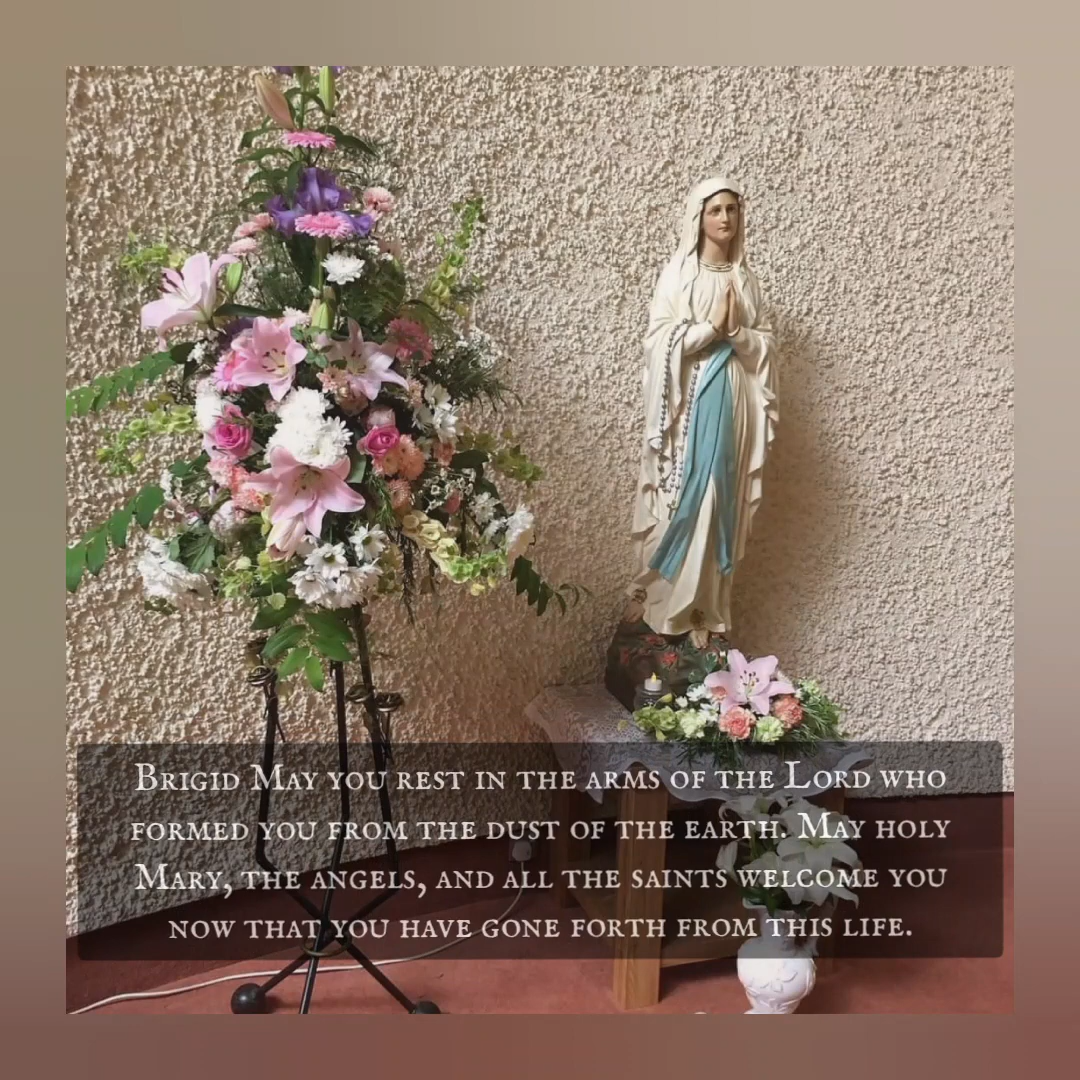 Brigid May you rest in the arms of the Lord who
formed you from the dust of the earth. May holy
Mary, the angels, and all the saints welcome you
now that you have gone forth from this life.